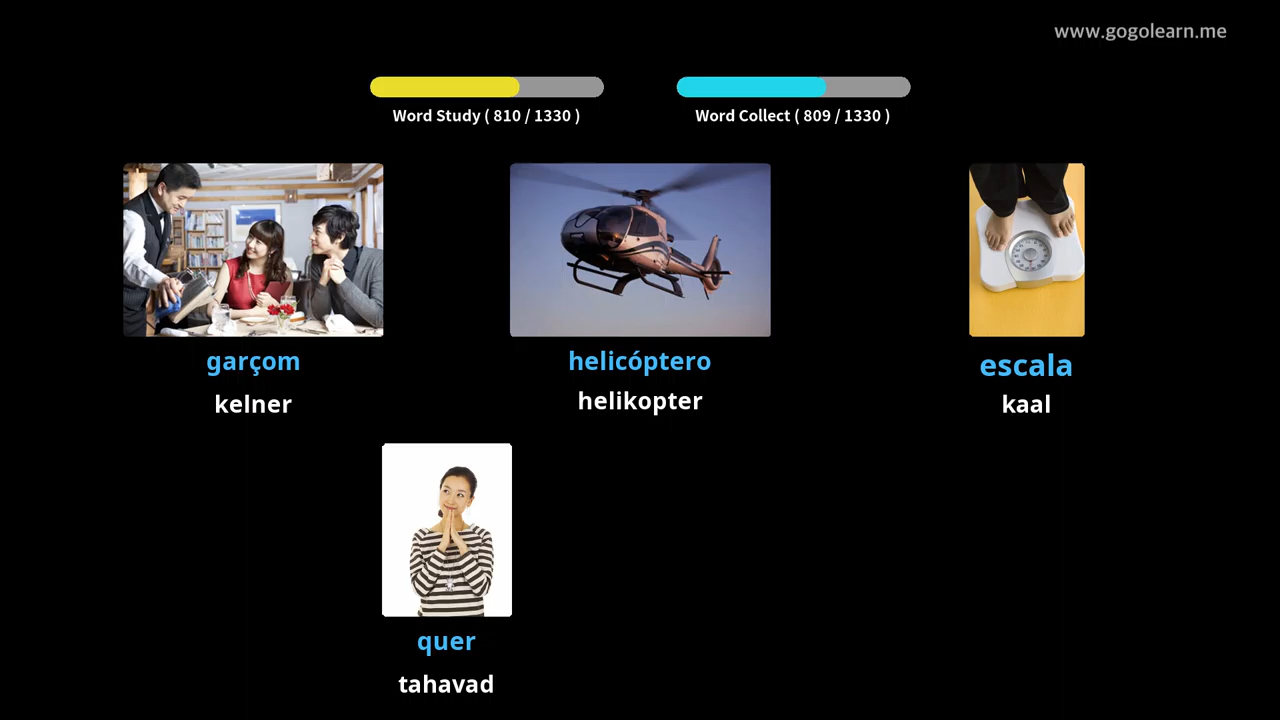 www.gogolearn.me
Word Study ( 810 / 1330 )
Word Collect ( 809 / 1330 )
garçom
kelner
helicóptero
helikopter
escala
kaal
quer
tahavad